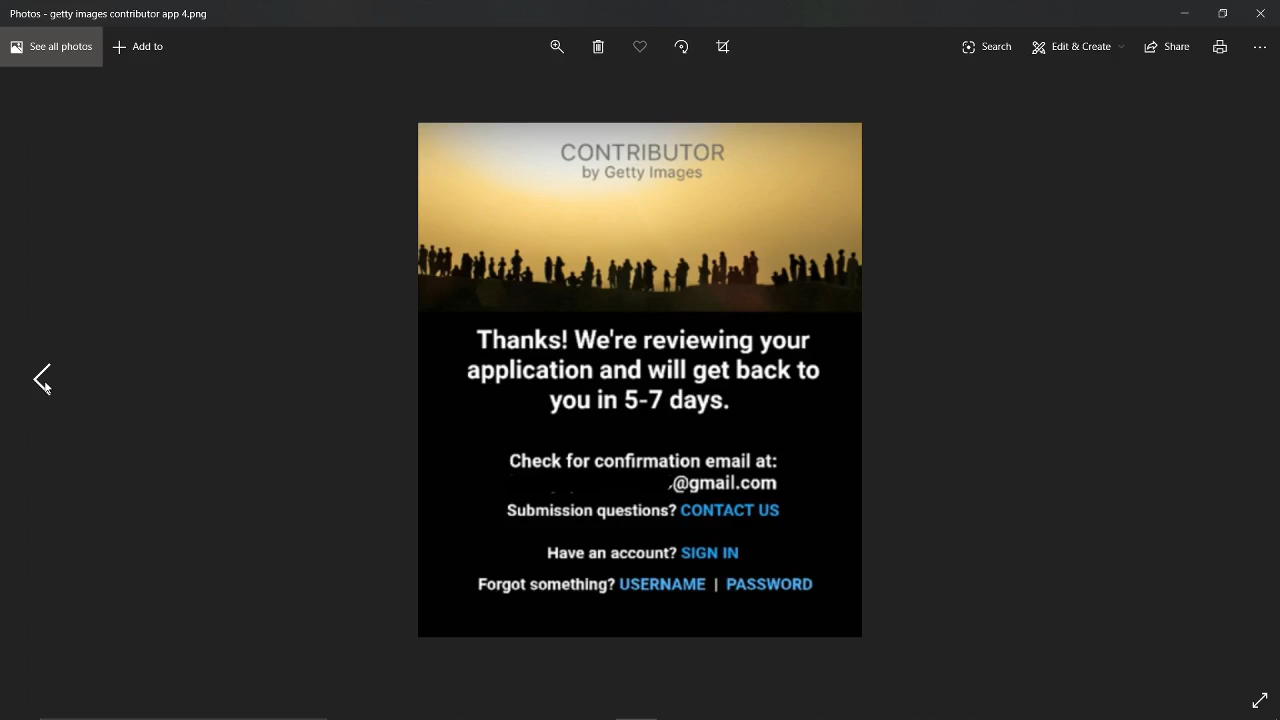 Photos - getty images contributor app 4.png
See all photos
Add to
Search
Edit & Create
Share
CONTRIBUTOR
by Getty Images
Thanks! We're reviewing your
application and will get back to
you in 5-7 days.
Check for confirmation email at:
@gmail.com
Submission questions? CONTACT US
Have an account? SIGN IN
Forgot something? USERNAME | PASSWORD